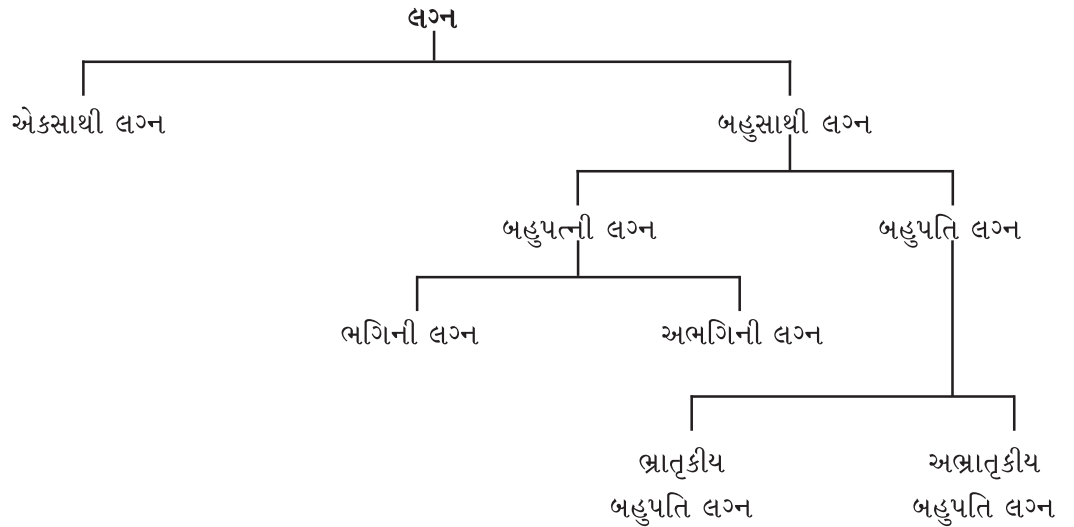 લગ્ન
એકસાથી લગ્ન
બહુસાથી લગ્ન
બહુપત્ની લગ્ન
બહુપતિ લગ્ન
ભગિની લગ્ન
અભગિની લગ્ન
ભ્રાતૃકીય
બહુપતિ લગ્ન
અભ્રાતૃકીય
બહુપતિ લગ્ન